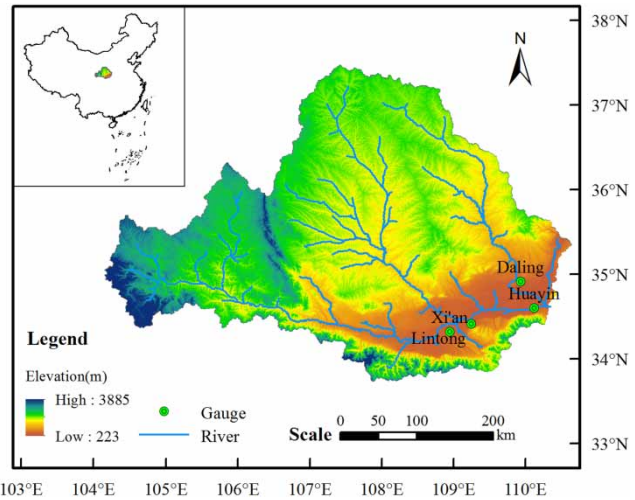 38°N
N
37°N
36°N
35°N
34°N
33°N
Daling
Huayin
Xi'an
Lintong
Legend
Elevation(m)
High : 3885
Low : 223
Gauge
River
Scale
0 50 100 200
km
103°E 104°E 105°E 106°E 107°E 108°E 109°E 110°E